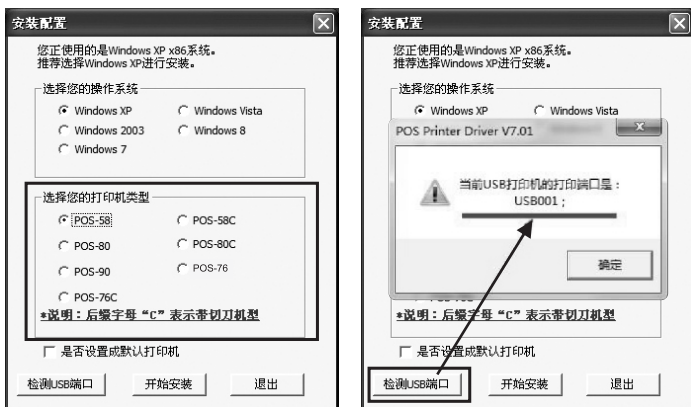 安装配置
您正使用的是Windows XP x86系统。
推荐选择Windows XP进行安装。
选择您的操作系统
Windows XP
Windows Vista
Windows 2003
Windows 8
Windows 7
选择您的打印机类型
POS-58
POS-58C
POS-80
POS-80C
POS-90
POS-76
POS-76C
*说明：后缀字母“C”表示带切刀机型
是否设置成默认打印机
检测USB端口
开始安装
退出
安装配置
您正使用的是Windows XP x86系统。
推荐选择Windows XP进行安装。
选择您的操作系统
Windows XP
Windows Vista
POS Printer Driver V7.01
当前USB打印机的打印端口是：
USB001；
确定
*说明：后缀字母“C”表示带切刀机型
是否设置成默认打印机
检测USB端口
开始安装
退出